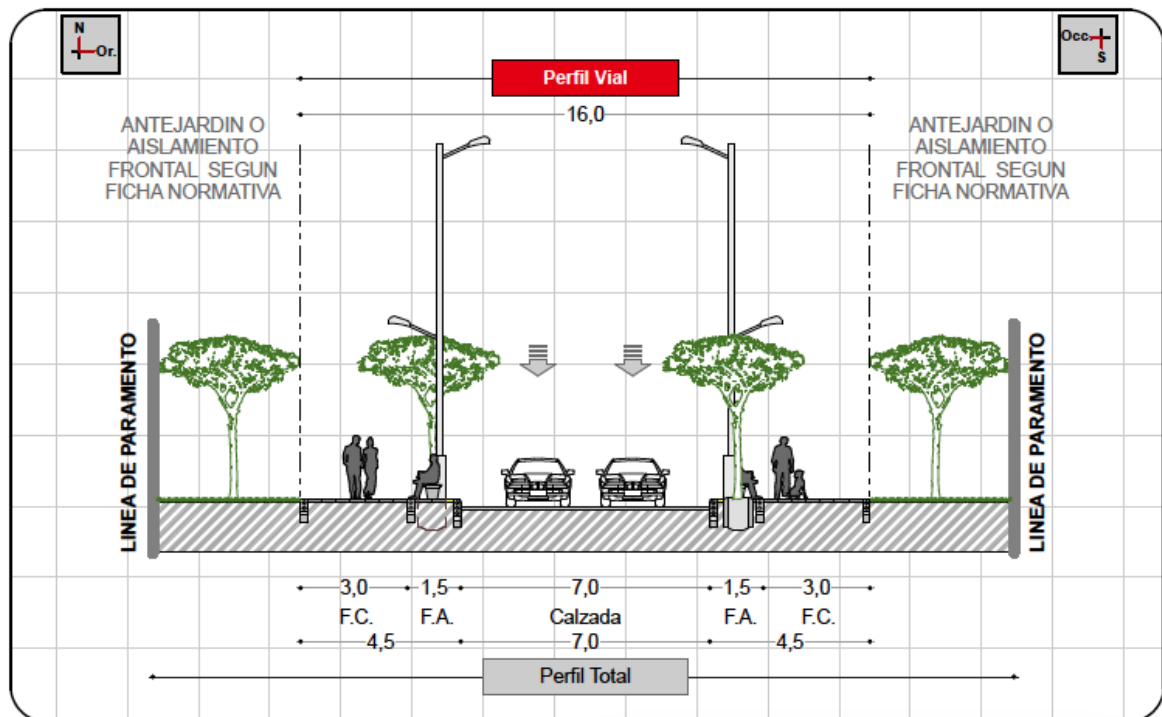 N
Or.
Occ.
S
Perfil Vial
16,0
ANTEJARDIN O
AISLAMIENTO
FRONTAL SEGUN
FICHA NORMATIVA
ANTEJARDIN O
AISLAMIENTO
FRONTAL SEGUN
FICHA NORMATIVA
LINEA DE PARAMENTO
LINEA DE PARAMENTO
3,0 1,5 7,0 1,5 3,0
F.C. F.A. Calzada F.A. F.C.
4,5 7,0 4,5
Perfil Total